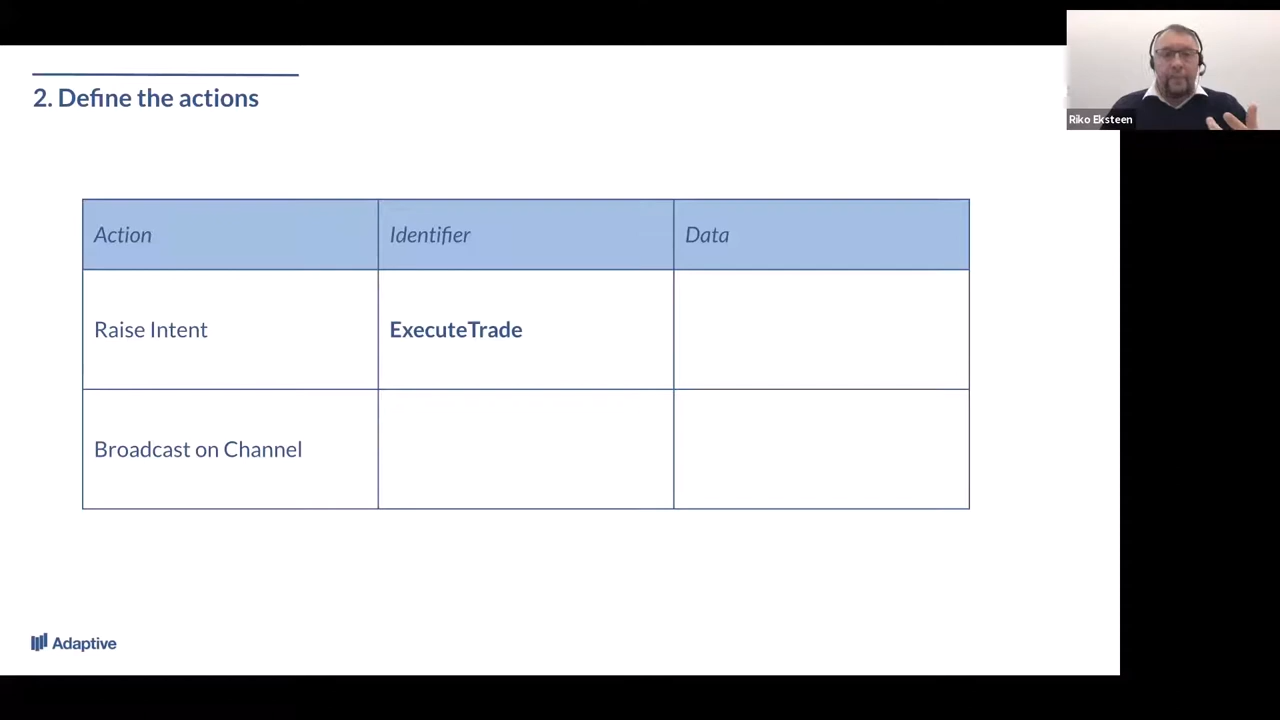 2. Define the actions
Riko Eksteen
Action Identifier Data
Raise Intent ExecuteTrade
Broadcast on Channel
Adaptive